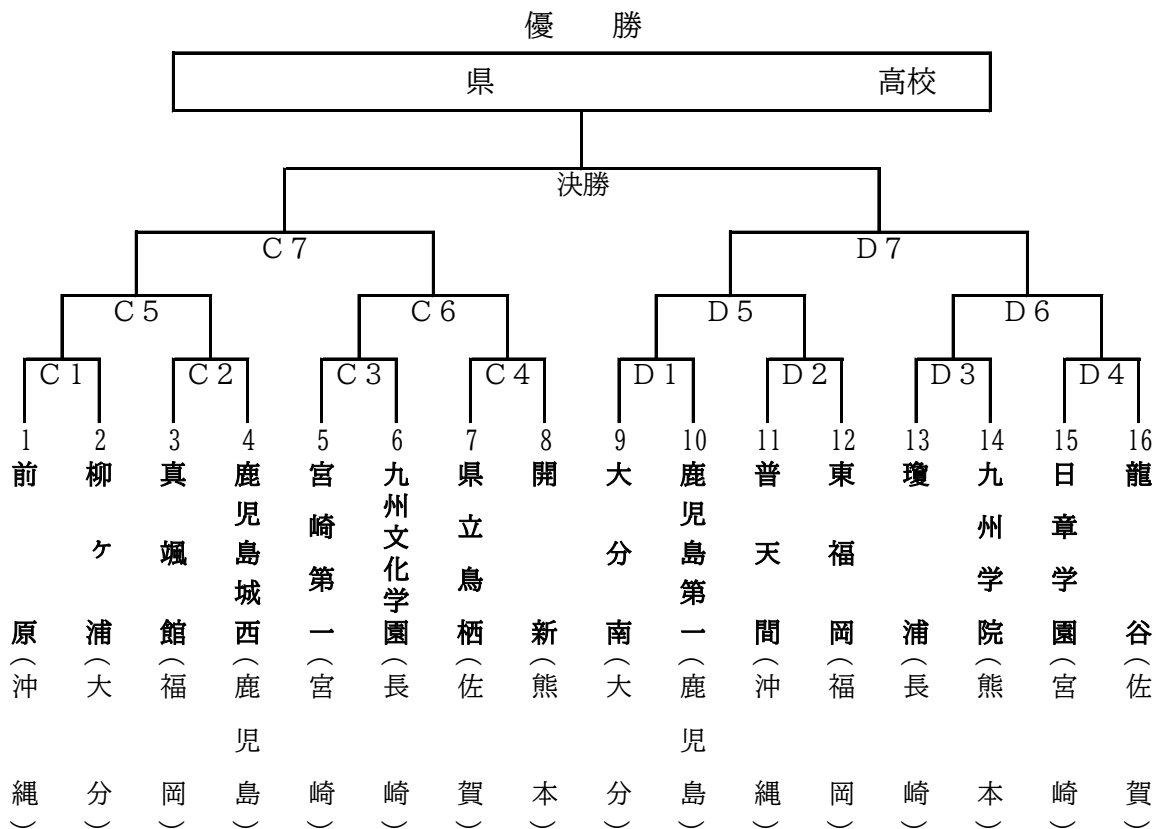 優　勝
県　高校
決勝
Ｃ７　Ｄ７
Ｃ５　Ｃ６　Ｄ５　Ｄ６
Ｃ１　Ｃ２　Ｃ３　Ｃ４　Ｄ１　Ｄ２　Ｄ３　Ｄ４
1　2　3　4　5　6　7　8　9　10　11　12　13　14　15　16
前原（沖縄）
柳ヶ浦（大分）
真颯館（福岡）
鹿児島城西（鹿児島）
宮崎第一（宮崎）
九州文化学園（長崎）
県立鳥栖（佐賀）
開新（熊本）
大分南（大分）
鹿児島第一（鹿児島）
普天間（沖縄）
東福岡（福岡）
瓊浦（長崎）
九州学院（熊本）
日章学園（宮崎）
龍谷（佐賀）